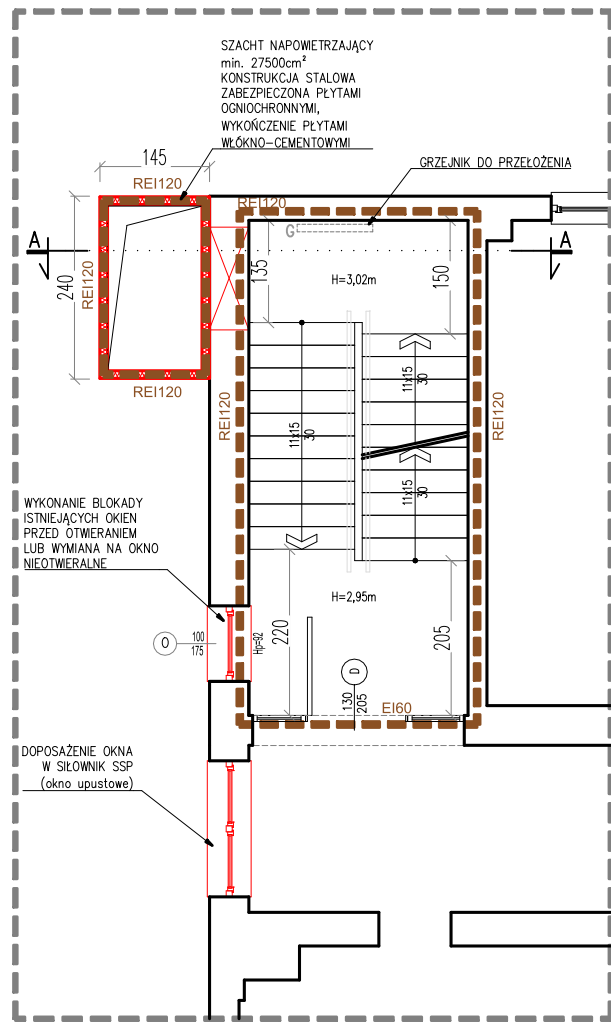 SZACHT NAPOWIETRZAJĄCY
min. 27500cm²
KONSTRUKCJA STALOWA
ZABEZPIECZONA PŁYTAMI
OGNIOCHRONNYMI,
WYKOŃCZENIE PŁYTAMI
WŁÓKNO-CEMENTOWYMI
145
REI120
GRZEJNIK DO PRZEŁOŻENIA
REI120
A
A
G
240
REI120
135
H=3,02m
150
REI120
REI120
REI120
11x15
30
11x15
30
11x15
30
WYKONANIE BLOKADY
ISTNIEJĄCYCH OKIEN
PRZED OTWIERANIEM
LUB WYMIANA NA OKNO
NIEOTWIERALNE
H=2,95m
O
100
175
Hp=92
220
205
D
130
205
EI60
DOPOSAŻENIE OKNA
W SIŁOWNIK SSP
(okno upustowe)